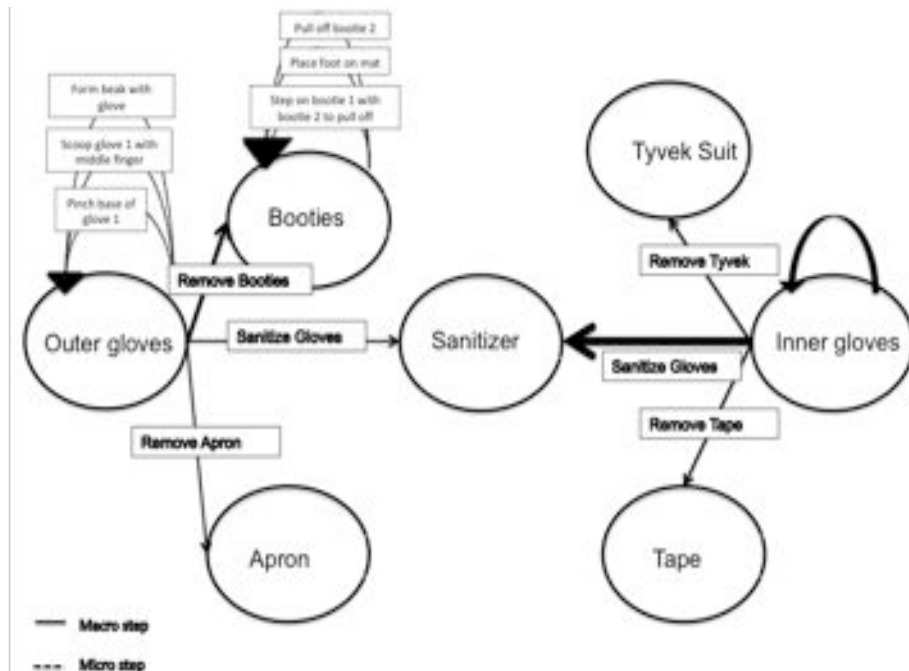 Pull off bootie 2
Place foot on mat
Step on bootie 1 with
bootie 2 to pull off
Form beak with
glove
Scoop glove 1 with
middle finger
Pinch base of
glove 1
Booties
Tyvek Suit
Remove Booties
Remove Tyvek
Outer gloves
Sanitize Gloves
Sanitizer
Sanitize Gloves
Inner gloves
Remove Apron
Remove Tape
Apron
Tape
Macro step
Micro step